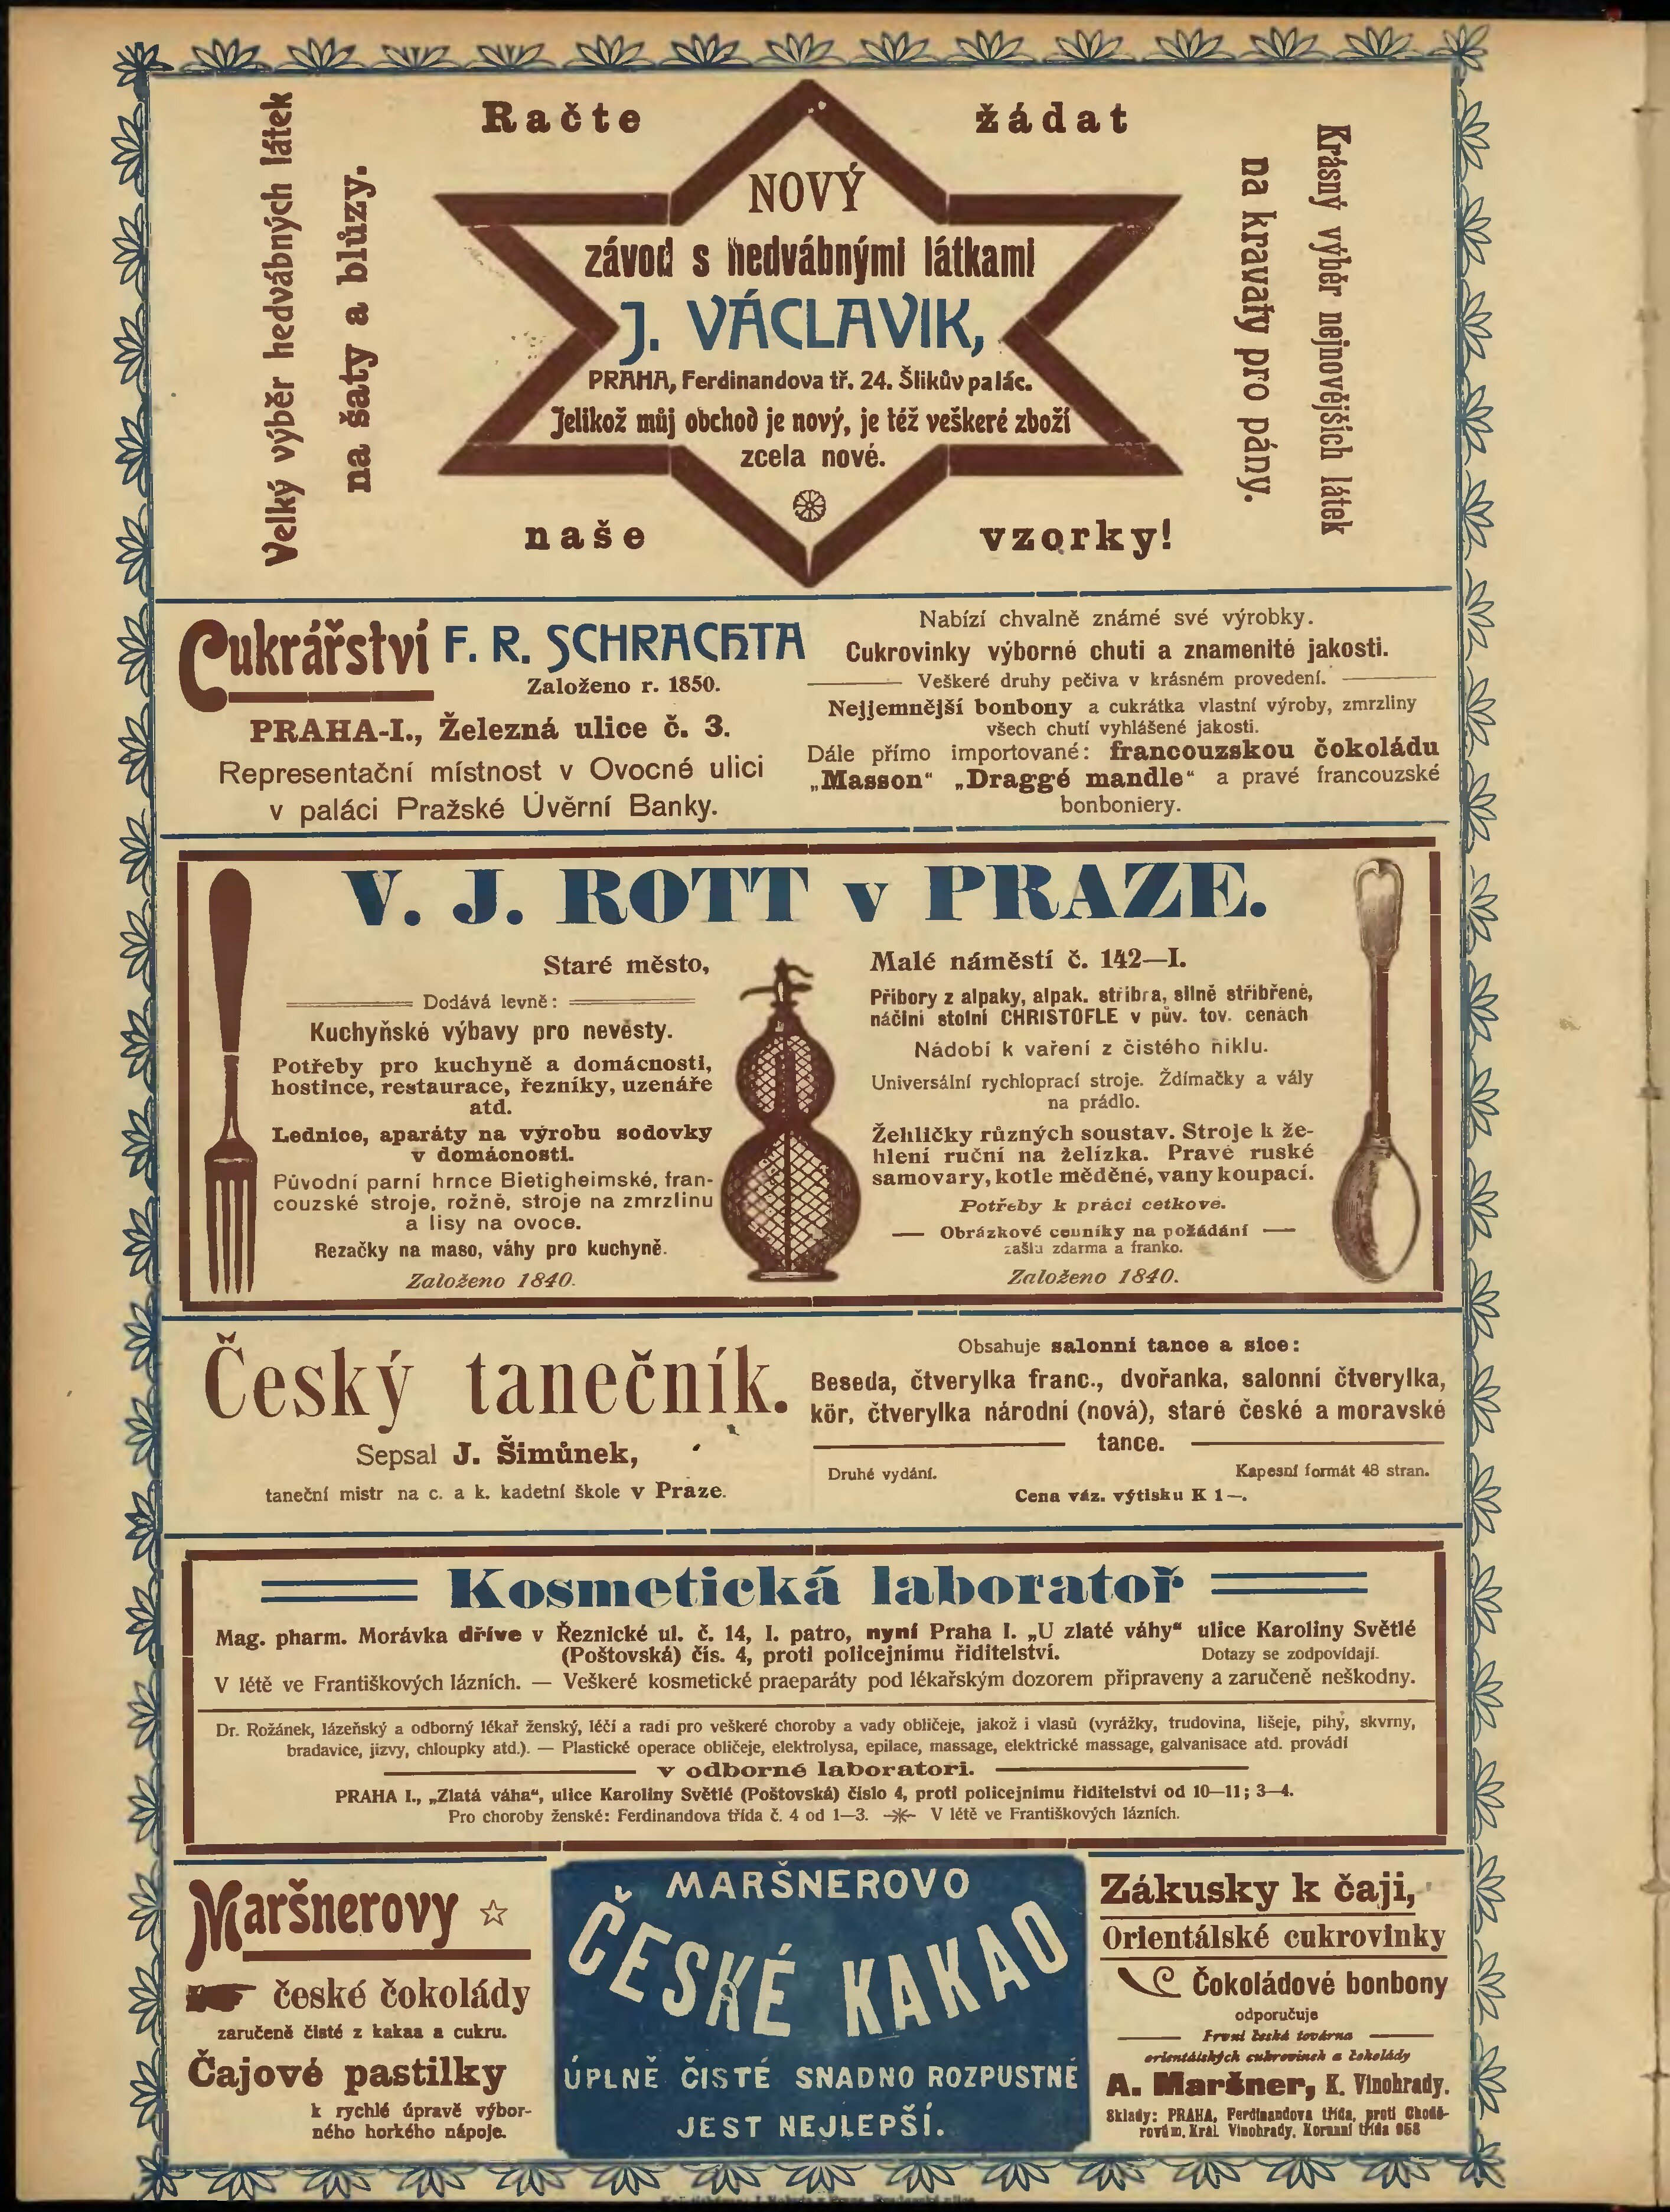 Račte žádat
Velký výběr hedvábných látek
na šaty a blůzy.
NOVÝ
závod s hedvábnými látkami
J. VÁCLAVIK,
PRAHA, Ferdinandova tř. 24. Šlikův palác.
Jelikož můj obchod je nový, je též veškeré zboží
zcela nové.
Krásný výběr nejnovějších látek
na kravaty pro pány.
naše vzorky!
Cukrářství F. R. SCHRACHTA
Založeno r. 1850.
PRAHA-I., Železná ulice č. 3.
Representační místnost v Ovocné ulici
v paláci Pražské Úvěrní Banky.
Nabízí chvalně známé své výrobky.
Cukrovinky výborné chuti a znamenité jakosti.
Veškeré druhy pečiva v krásném provedení.
Nejjemnější bonbony a cukrátka vlastní výroby, zmrzliny
všech chutí vyhlášené jakosti.
Dále přímo importované: francouzskou čokoládu
„Masson“ „Draggé mandle“ a pravé francouzské
bonboniery.
V. J. ROTT v PRAZE.
Staré město,
Dodává levně:
Kuchyňské výbavy pro nevěsty.
Potřeby pro kuchyně a domácnosti,
hostince, restaurace, řezníky, uzenáře
atd.
Lednice, aparáty na výrobu sodovky
v domácnosti.
Původní parní hrnce Bietigheimské, fran-
couzské stroje, rožně, stroje na zmrzlinu
a lisy na ovoce.
Rezačky na maso, váhy pro kuchyně.
Založeno 1840.
Malé náměstí č. 142—I.
Příbory z alpaky, alpak. stříbra, silně stříbřené,
náčiní stolní CHRISTOFLE v pův. tov. cenách
Nádobí k vaření z čistého niklu.
Universální rychloprací stroje. Ždímačky a vály
na prádlo.
Žehličky různých soustav. Stroje k že-
hlení ruční na želízka. Pravé ruské
samovary, kotle měděné, vany koupací.
Potřeby k práci cetkové.
Obrázkové cenníky na požádání
zašlu zdarma a franko.
Založeno 1840.
Český tanečník.
Sepsal J. Šimůnek,
taneční mistr na c. a k. kadetní škole v Praze.
Obsahuje salonní tance a sice:
Beseda, čtverylka franc., dvořanka, salonní čtverylka,
kör, čtverylka národní (nová), staré české a moravské
tance.
Druhé vydání. Kapesní formát 48 stran.
Cena váz. výtisku K 1—.
Kosmetická laboratoř
Mag. pharm. Morávka dříve v Řeznické ul. č. 14, I. patro, nyní Praha I. „U zlaté váhy“ ulice Karoliny Světlé
(Poštovská) čís. 4, proti policejnímu řiditelství. Dotazy se zodpovídají.
V létě ve Františkových lázních. — Veškeré kosmetické praeparáty pod lékařským dozorem připraveny a zaručeně neškodny.
Dr. Rožánek, lázeňský a odborný lékař ženský, léčí a radí pro veškeré choroby a vady obličeje, jakož i vlasů (vyrážky, trudovina, lišeje, pihy, skvrny,
bradavice, jizvy, chloupky atd.). — Plastické operace obličeje, elektrolysa, epilace, massage, elektrické massage, galvanisace atd. provádí
v odborné laboratori.
PRAHA I., „Zlatá váha“, ulice Karoliny Světlé (Poštovská) číslo 4, proti policejnímu řiditelství od 10—11; 3—4.
Pro choroby ženské: Ferdinandova třída č. 4 od 1—3. V létě ve Františkových lázních.
Maršnerovy
české čokolády
zaručeně čisté z kakaa a cukru.
Čajové pastilky
k rychlé úpravě výbor-
ného horkého nápoje.
MARŠNEROVO
ČESKÉ KAKAO
ÚPLNĚ ČISTÉ SNADNO ROZPUSTNÉ
JEST NEJLEPŠÍ.
Zákusky k čaji,
Orientálské cukrovinky
Čokoládové bonbony
odporučuje
První česká továrna
orientálských cukrovinek a čokolády
A. Maršner, K. Vinohrady.
Sklady: PRAHA, Ferdinandova třída, proti Chodě-
rovům, Král. Vinohrady, Korunní třída 958